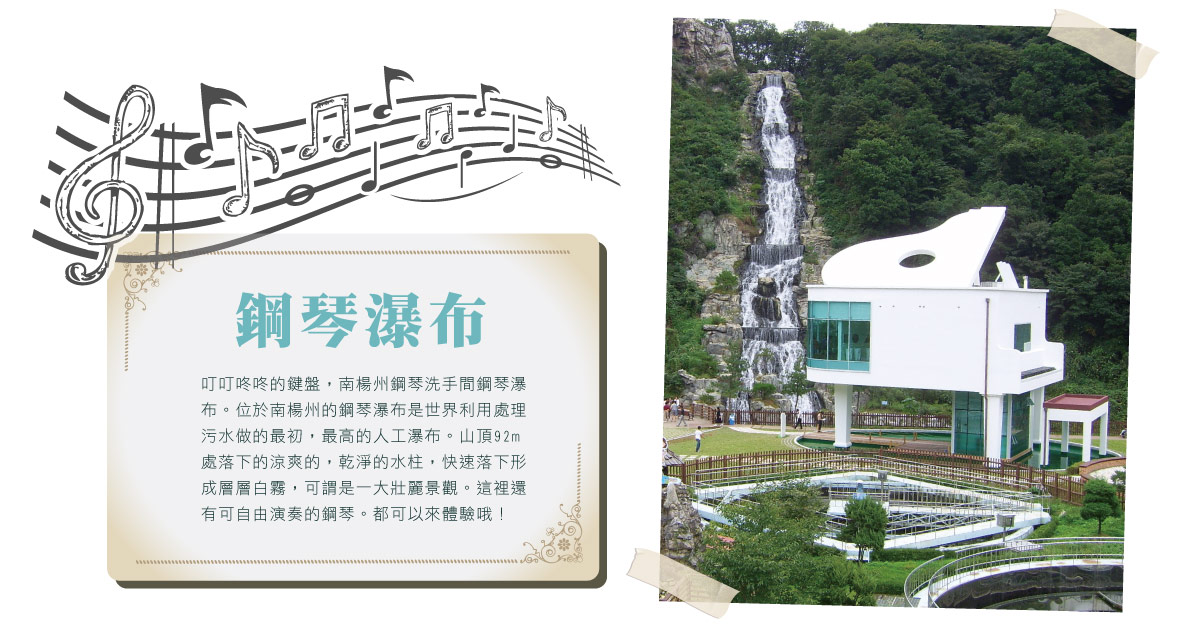 鋼琴瀑布
叮叮咚咚的鍵盤，南楊州鋼琴洗手間鋼琴瀑
布。位於南楊州的鋼琴瀑布是世界利用處理
污水做的最初，最高的人工瀑布。山頂92m
處落下的涼爽的，乾淨的水柱，快速落下形
成層層白霧，可謂是一大壯麗景觀。這裡還
有可自由演奏的鋼琴。都可以來體驗哦！